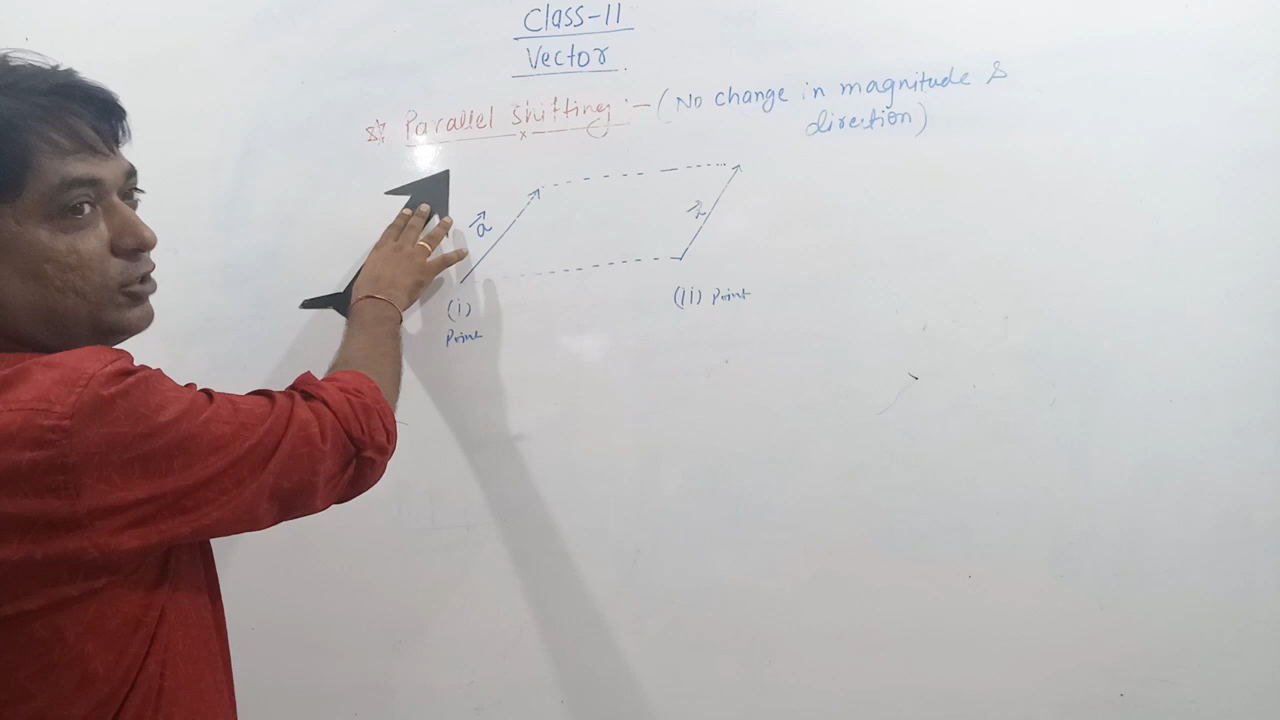 Class-11
Vector
Parallel Shifting :- (No change in magnitude &
direction)
a
(i)
Point
(ii) Point